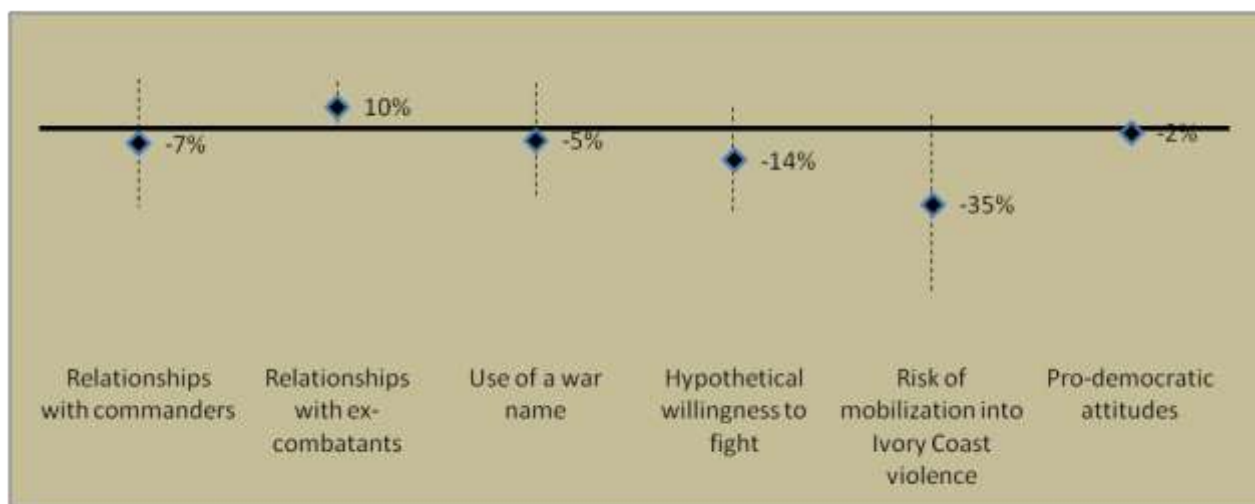 -7%
10%
-5%
-14%
-35%
-2%
Relationships
with commanders
Relationships
with ex-
combatants
Use of a war
name
Hypothetical
willingness to
fight
Risk of
mobilization into
Ivory Coast
violence
Pro-democratic
attitudes